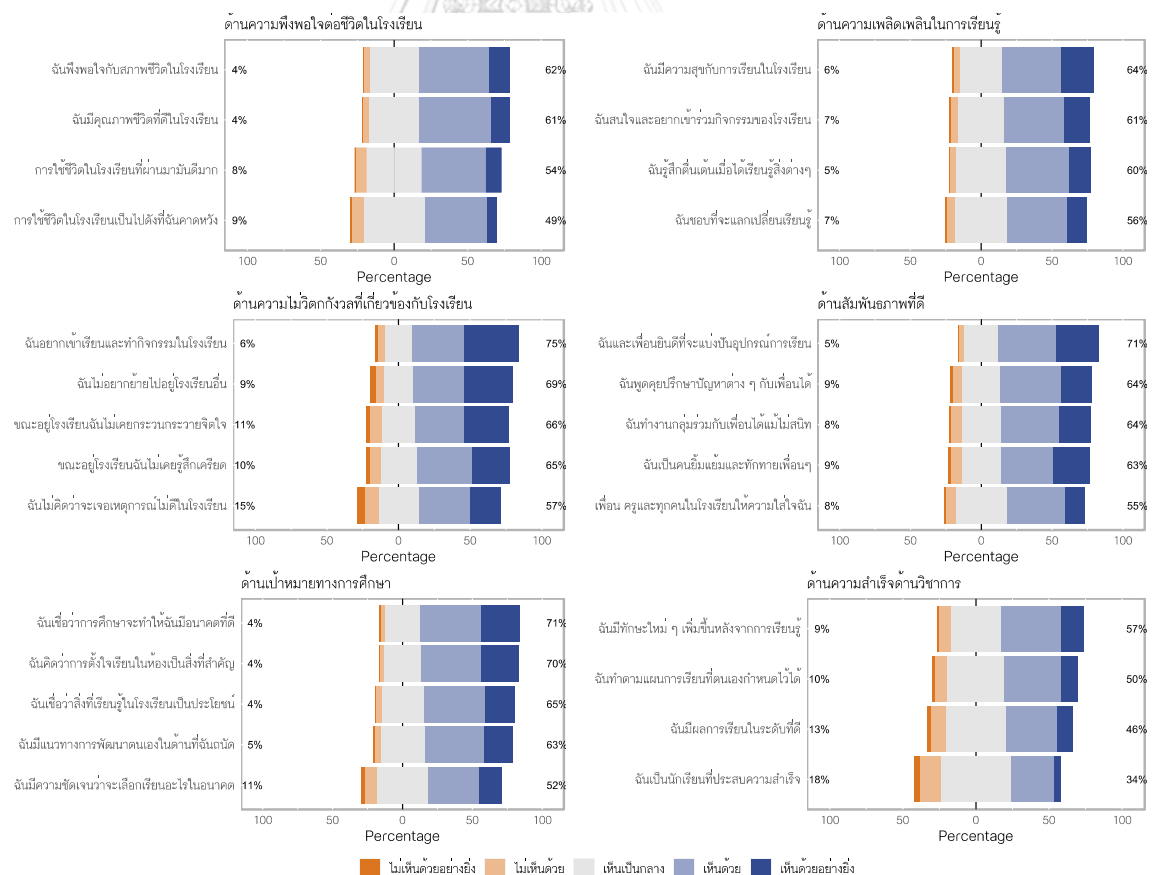 ด้านความพึงพอใจต่อชีวิตในโรงเรียน
ฉันพึงพอใจกับสภาพชีวิตในโรงเรียน 4% 62%
ฉันมีคุณภาพชีวิตที่ดีในโรงเรียน 4% 61%
การใช้ชีวิตในโรงเรียนที่ผ่านมามันดีมาก 8% 54%
การใช้ชีวิตในโรงเรียนเป็นไปดังที่ฉันคาดหวัง 9% 49%
100 50 0 50 100
Percentage
ด้านความเพลิดเพลินในการเรียนรู้
ฉันมีความสุขกับการเรียนในโรงเรียน 6% 64%
ฉันสนใจและอยากเข้าร่วมกิจกรรมของโรงเรียน 7% 61%
ฉันรู้สึกตื่นเต้นเมื่อได้เรียนรู้สิ่งต่างๆ 5% 60%
ฉันชอบที่จะแลกเปลี่ยนเรียนรู้ 7% 56%
100 50 0 50 100
Percentage
ด้านความไม่วิตกกังวลที่เกี่ยวข้องกับโรงเรียน
ฉันอยากเข้าเรียนและทำกิจกรรมในโรงเรียน 6% 75%
ฉันไม่อยากย้ายไปอยู่โรงเรียนอื่น 9% 69%
ขณะอยู่โรงเรียนฉันไม่เคยกระวนกระวายจิตใจ 11% 66%
ขณะอยู่โรงเรียนฉันไม่เคยรู้สึกเครียด 10% 65%
ฉันไม่คิดว่าจะเจอเหตุการณ์ไม่ดีในโรงเรียน 15% 57%
100 50 0 50 100
Percentage
ด้านสัมพันธภาพที่ดี
ฉันและเพื่อนยินดีที่จะแบ่งปันอุปกรณ์การเรียน 5% 71%
ฉันพูดคุยปรึกษาปัญหาต่าง ๆ กับเพื่อนได้ 9% 64%
ฉันทำงานกลุ่มร่วมกับเพื่อนได้แม้ไม่สนิท 8% 64%
ฉันเป็นคนยิ้มแย้มและทักทายเพื่อนๆ 9% 63%
เพื่อน ครูและทุกคนในโรงเรียนให้ความใส่ใจฉัน 8% 55%
100 50 0 50 100
Percentage
ด้านเป้าหมายทางการศึกษา
ฉันเชื่อว่าการศึกษาจะทำให้ฉันมีอนาคตที่ดี 4% 71%
ฉันคิดว่าการตั้งใจเรียนในห้องเป็นสิ่งที่สำคัญ 4% 70%
ฉันเชื่อว่าสิ่งที่เรียนรู้ในโรงเรียนเป็นประโยชน์ 4% 65%
ฉันมีแนวทางการพัฒนาตนเองในด้านที่ฉันถนัด 5% 63%
ฉันมีความชัดเจนว่าจะเลือกเรียนอะไรในอนาคต 11% 52%
100 50 0 50 100
Percentage
ด้านความสำเร็จด้านวิชาการ
ฉันมีทักษะใหม่ ๆ เพิ่มขึ้นหลังจากการเรียนรู้ 9% 57%
ฉันทำตามแผนการเรียนที่ตนเองกำหนดไว้ได้ 10% 50%
ฉันมีผลการเรียนในระดับที่ดี 13% 46%
ฉันเป็นนักเรียนที่ประสบความสำเร็จ 18% 34%
100 50 0 50 100
Percentage
ไม่เห็นด้วยอย่างยิ่ง ไม่เห็นด้วย เห็นเป็นกลาง เห็นด้วย เห็นด้วยอย่างยิ่ง